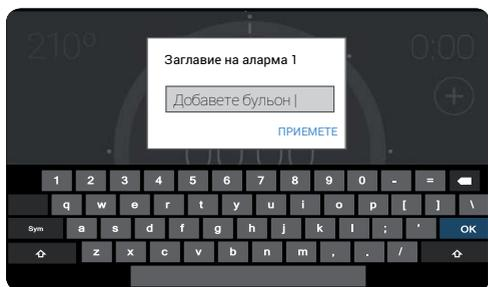 210º
0:00
Заглавие на аларма 1
Добавете бульон
ПРИЕМЕТЕ
1 2 3 4 5 6 7 8 9 0 - =
q w e r t y u i o p [ ] \
Sym a s d f g h j k l ; ' OK
z x c v b n m , . /